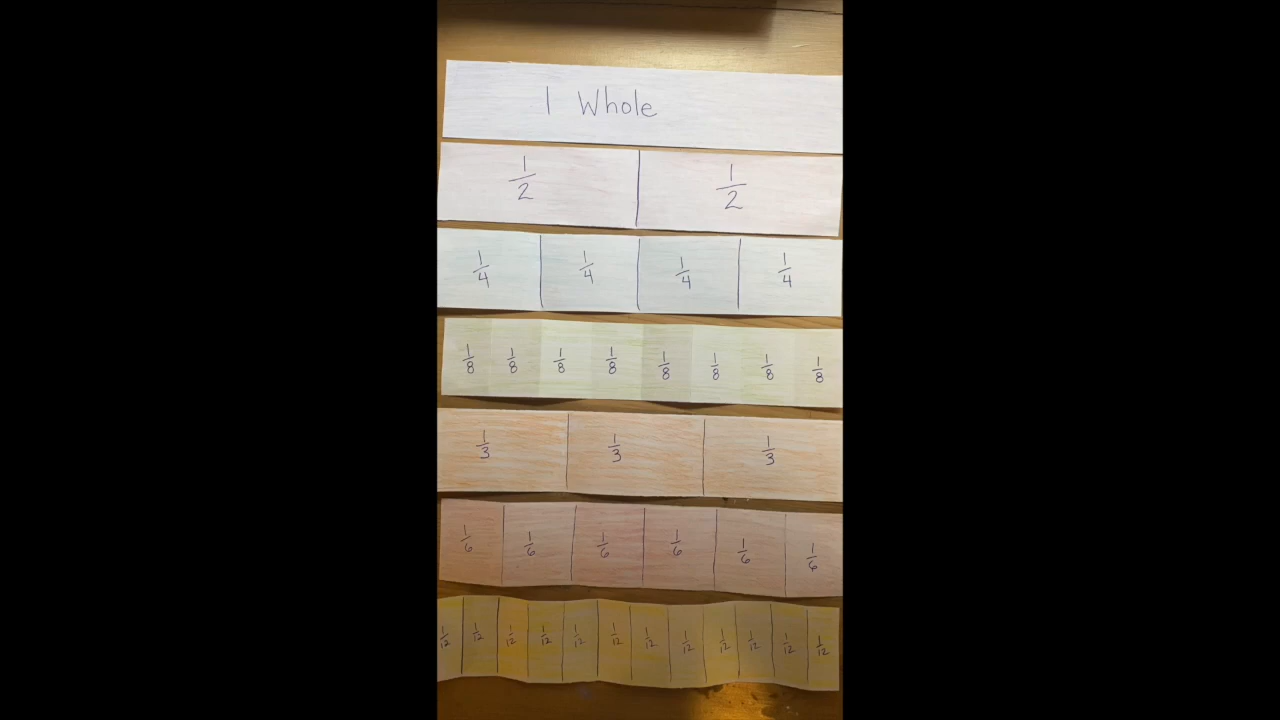 1 Whole
1/2 1/2
1/4 1/4 1/4 1/4
1/8 1/8 1/8 1/8 1/8 1/8 1/8 1/8
1/3 1/3 1/3
1/6 1/6 1/6 1/6 1/6 1/6
1/12 1/12 1/12 1/12 1/12 1/12 1/12 1/12 1/12 1/12 1/12 1/12